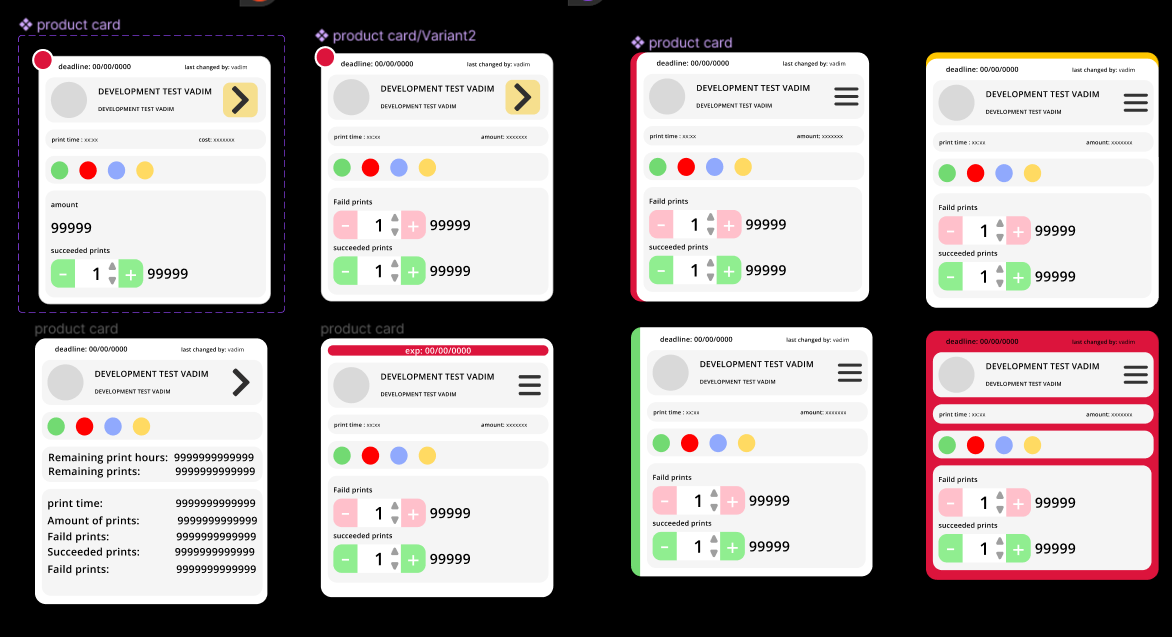 product card
deadline: 00/00/0000 last changed by: vadim
DEVELOPMENT TEST VADIM
DEVELOPMENT TEST VADIM
print time : xx:xx cost: xxxxxxx
amount
99999
succeeded prints
- 1 + 99999
product card/Variant2
deadline: 00/00/0000 last changed by: vadim
DEVELOPMENT TEST VADIM
DEVELOPMENT TEST VADIM
print time : xx:xx amount: xxxxxxx
Faild prints
- 1 + 99999
succeeded prints
- 1 + 99999
product card
deadline: 00/00/0000 last changed by: vadim
DEVELOPMENT TEST VADIM
DEVELOPMENT TEST VADIM
print time : xx:xx amount: xxxxxxx
Faild prints
- 1 + 99999
succeeded prints
- 1 + 99999
deadline: 00/00/0000 last changed by: vadim
DEVELOPMENT TEST VADIM
DEVELOPMENT TEST VADIM
print time : xx:xx amount: xxxxxxx
Faild prints
- 1 + 99999
succeeded prints
- 1 + 99999
product card
deadline: 00/00/0000 last changed by: vadim
DEVELOPMENT TEST VADIM
DEVELOPMENT TEST VADIM
Remaining print hours: 9999999999999
Remaining prints: 9999999999999
print time: 9999999999999
Amount of prints: 9999999999999
Faild prints: 9999999999999
Succeeded prints: 9999999999999
Faild prints: 9999999999999
product card
exp: 00/00/0000
DEVELOPMENT TEST VADIM
DEVELOPMENT TEST VADIM
print time : xx:xx amount: xxxxxxx
Faild prints
- 1 + 99999
succeeded prints
- 1 + 99999
deadline: 00/00/0000 last changed by: vadim
DEVELOPMENT TEST VADIM
DEVELOPMENT TEST VADIM
print time : xx:xx amount: xxxxxxx
Faild prints
- 1 + 99999
succeeded prints
- 1 + 99999
deadline: 00/00/0000 last changed by: vadim
DEVELOPMENT TEST VADIM
DEVELOPMENT TEST VADIM
print time : xx:xx amount: xxxxxxx
Faild prints
- 1 + 99999
succeeded prints
- 1 + 99999